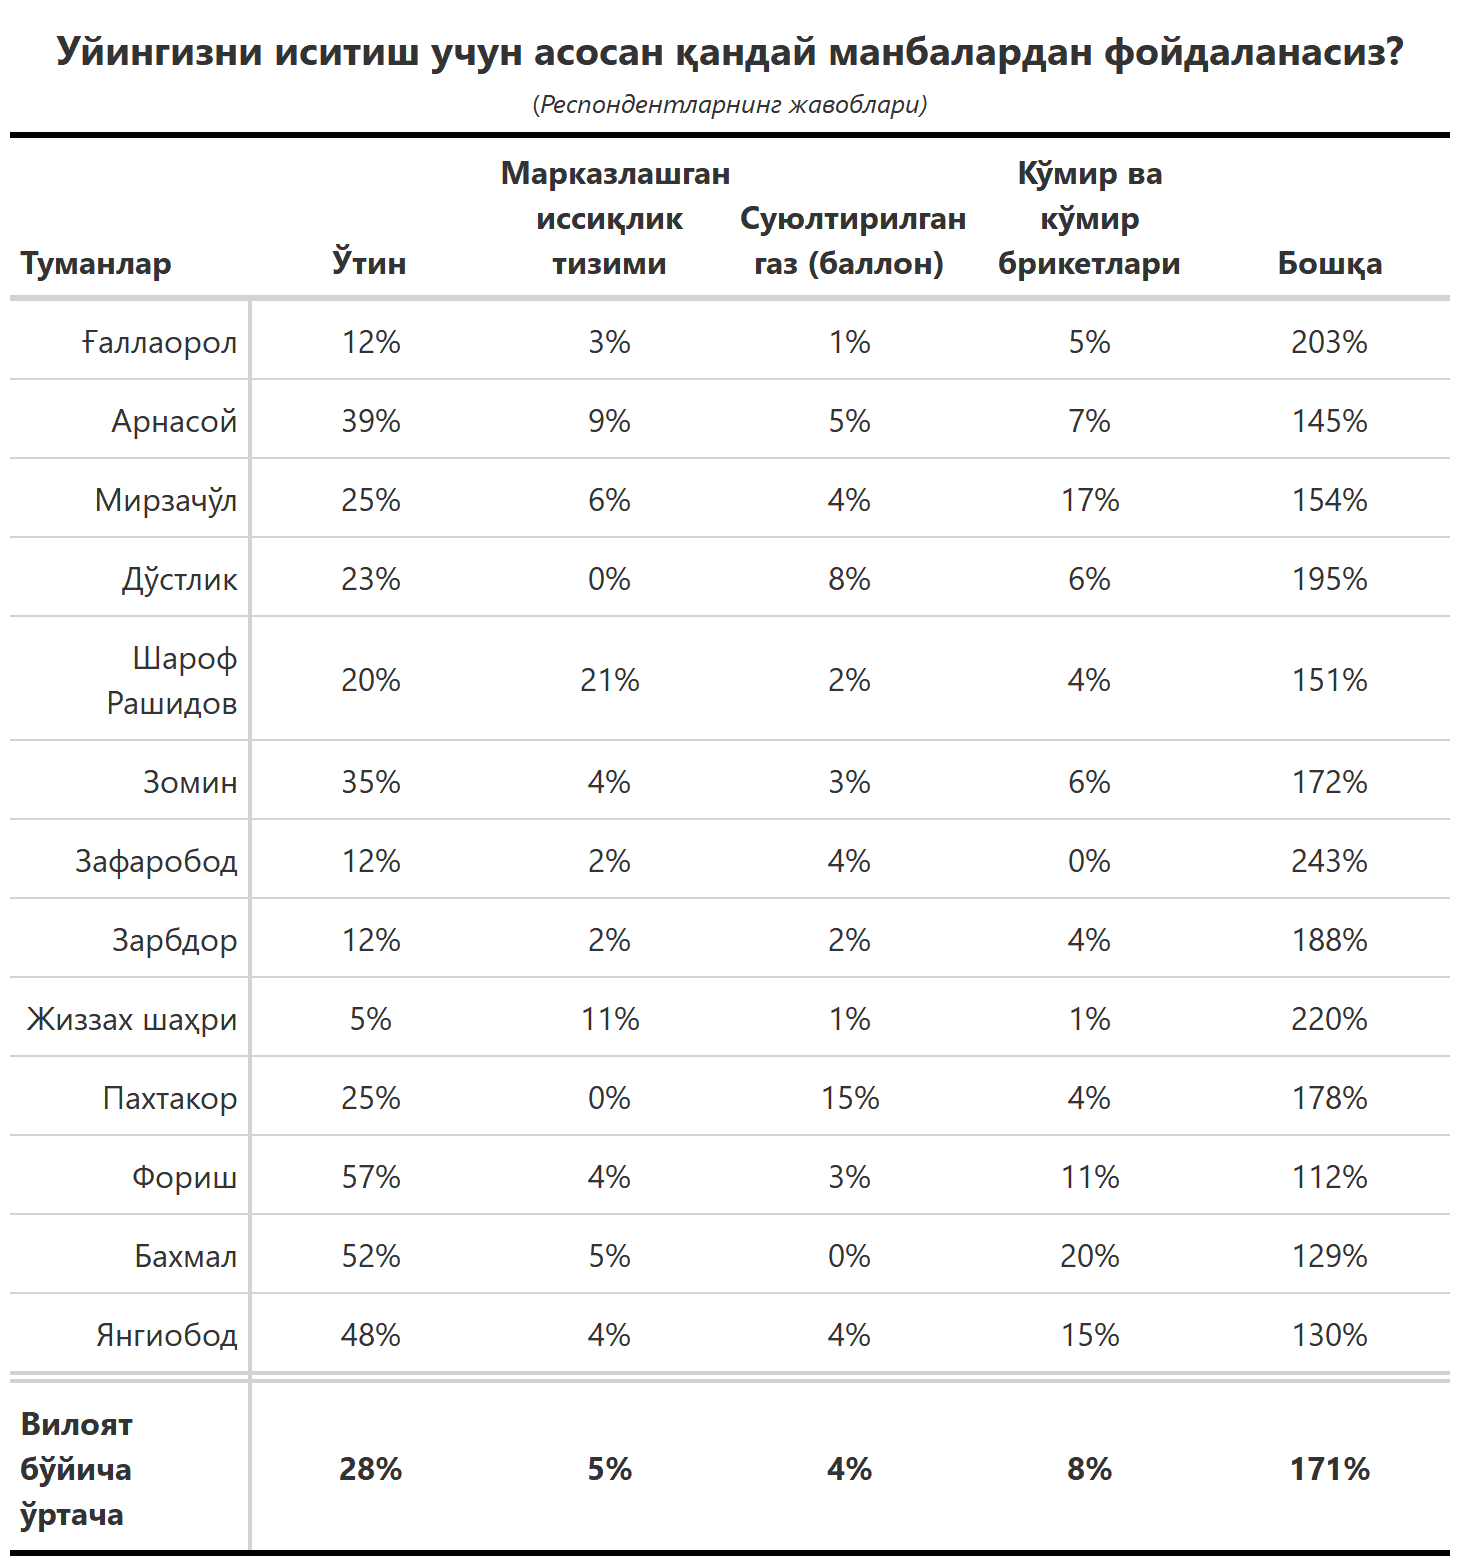 Уйингизни иситиш учун асосан қандай манбалардан фойдаланасиз?
(Респондентларнинг жавоблари)
Туманлар Ўтин Марказлашган иссиқлик тизими Суюлтирилган газ (баллон) Кўмир ва кўмир брикетлари Бошқа
Ғаллаорол 12% 3% 1% 5% 203%
Арнасой 39% 9% 5% 7% 145%
Мирзачўл 25% 6% 4% 17% 154%
Дўстлик 23% 0% 8% 6% 195%
Шароф Рашидов 20% 21% 2% 4% 151%
Зомин 35% 4% 3% 6% 172%
Зафаробод 12% 2% 4% 0% 243%
Зарбдор 12% 2% 2% 4% 188%
Жиззах шаҳри 5% 11% 1% 1% 220%
Пахтакор 25% 0% 15% 4% 178%
Фориш 57% 4% 3% 11% 112%
Бахмал 52% 5% 0% 20% 129%
Янгиобод 48% 4% 4% 15% 130%
Вилоят бўйича ўртача 28% 5% 4% 8% 171%